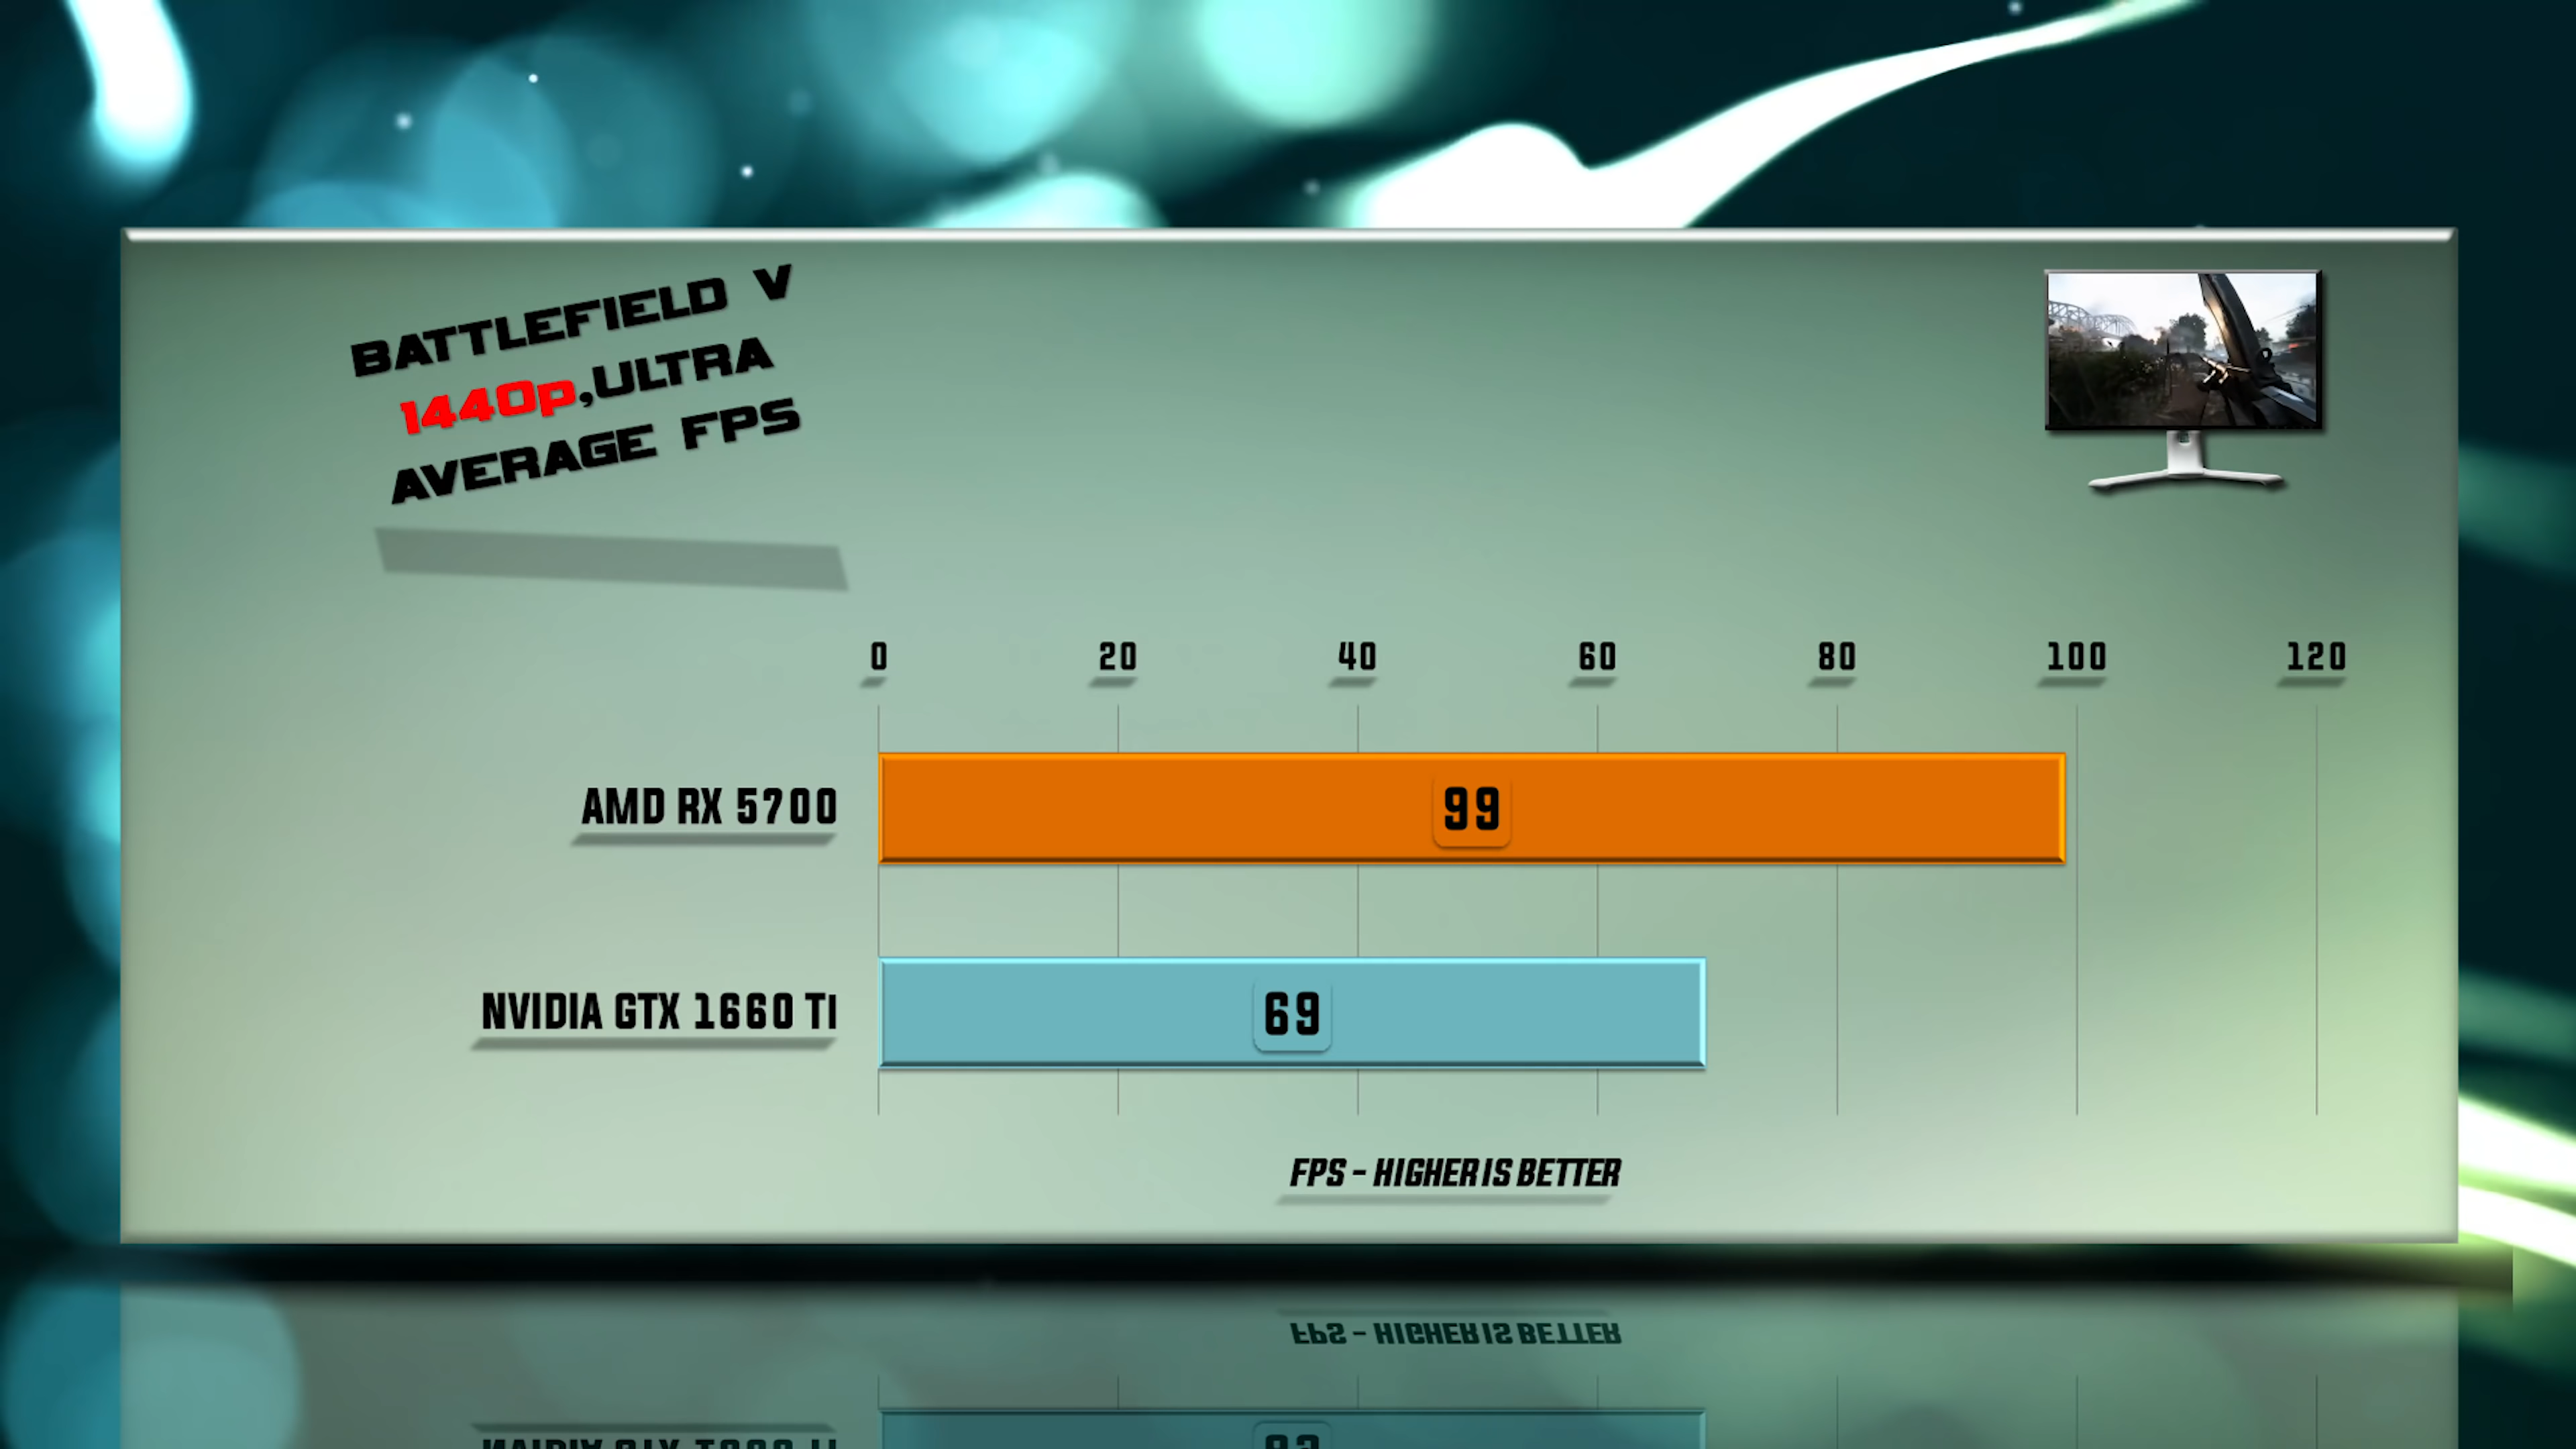 BATTLEFIELD V
1440p,ULTRA
AVERAGE FPS
0 20 40 60 80 100 120
AMD RX 5700 99
NVIDIA GTX 1660 TI 69
FPS - HIGHER IS BETTER